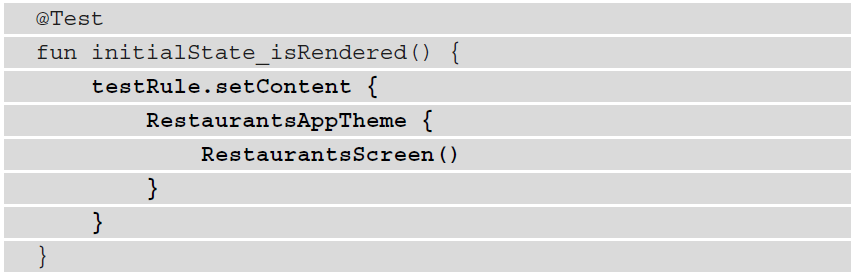 @Test
fun initialState_isRendered() {
    testRule.setContent {
        RestaurantsAppTheme {
            RestaurantsScreen()
        }
    }
}